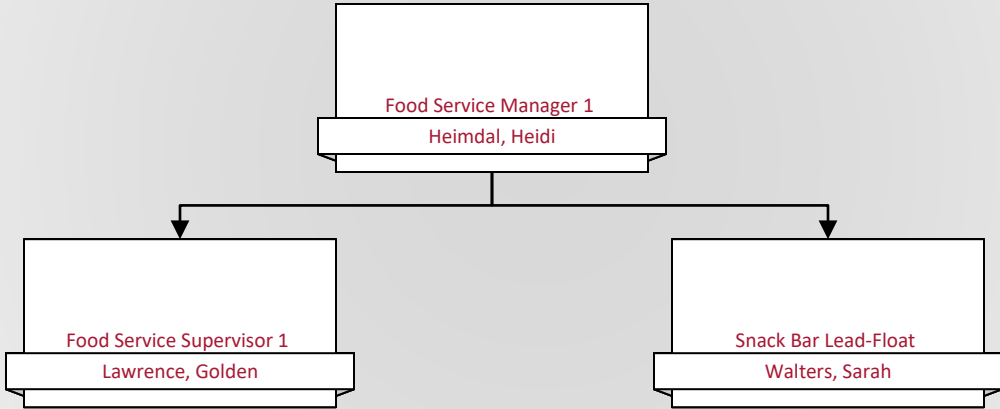 Food Service Manager 1
Heimdal, Heidi
Food Service Supervisor 1
Lawrence, Golden
Snack Bar Lead-Float
Walters, Sarah